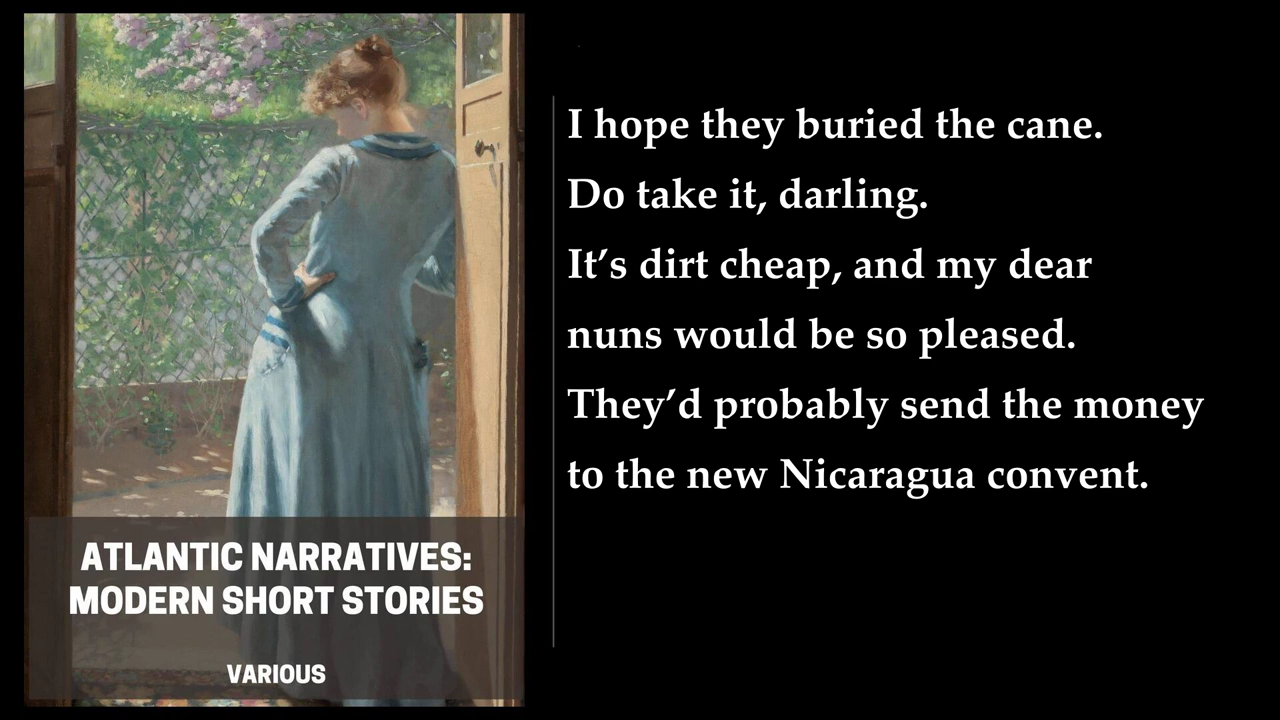 I hope they buried the cane.
Do take it, darling.
It’s dirt cheap, and my dear
nuns would be so pleased.
They’d probably send the money
to the new Nicaragua convent.
ATLANTIC NARRATIVES:
MODERN SHORT STORIES
VARIOUS